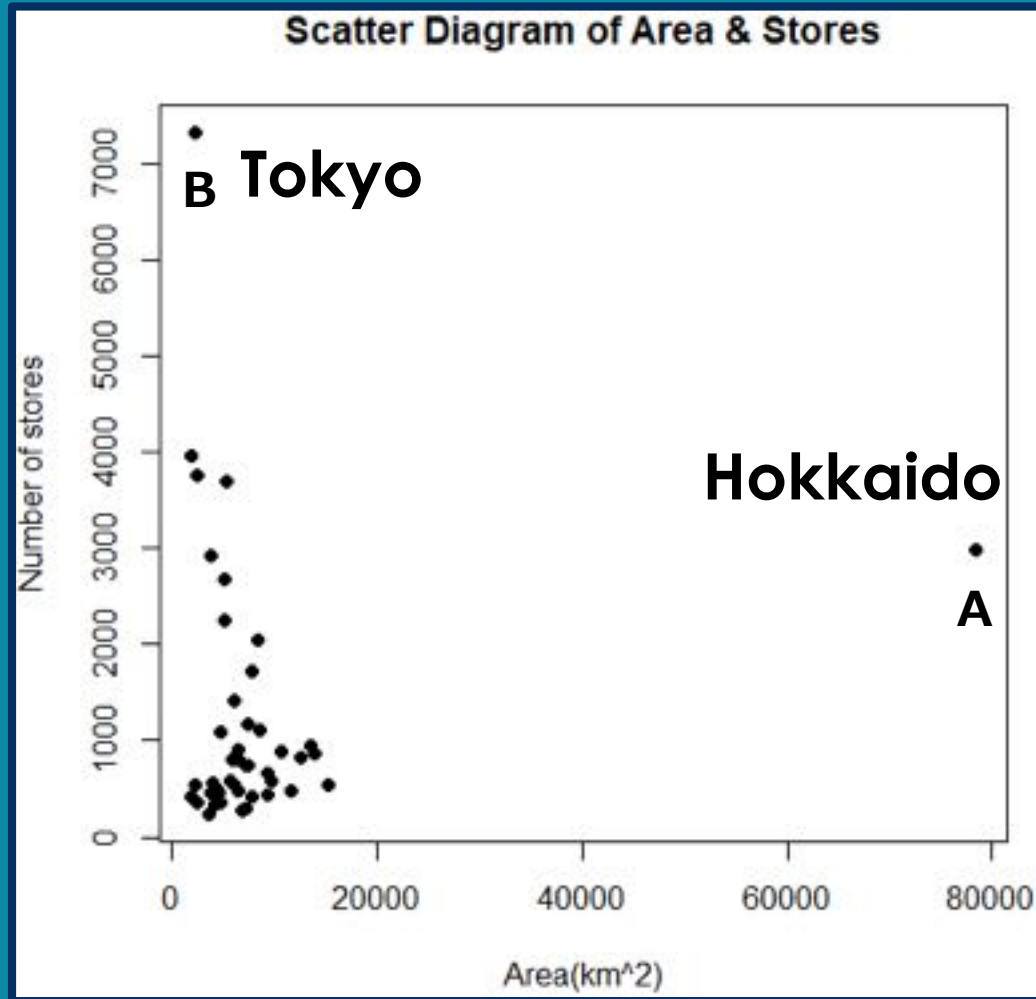 Scatter Diagram of Area & Stores
7000
6000
5000
4000
3000
2000
1000
0
Number of stores
B Tokyo
Hokkaido
A
0 20000 40000 60000 80000
Area(km^2)